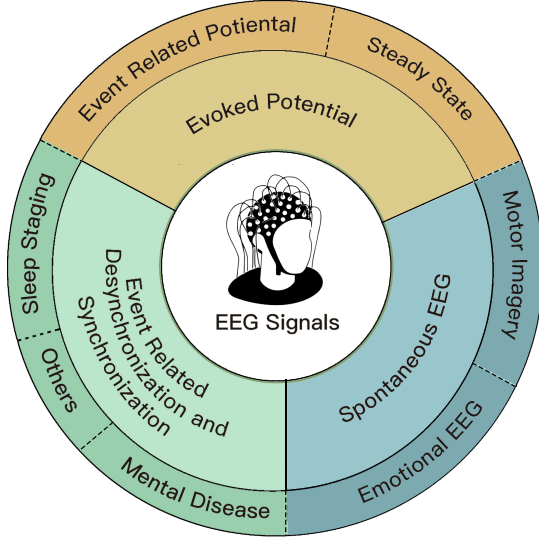 Event Related Potiental
Steady State
Evoked Potential
Sleep Staging
Motor Imagery
EEG Signals
Event Related
Desynchronization and
Synchronization
Spontaneous EEG
Others
Mental Disease
Emotional EEG